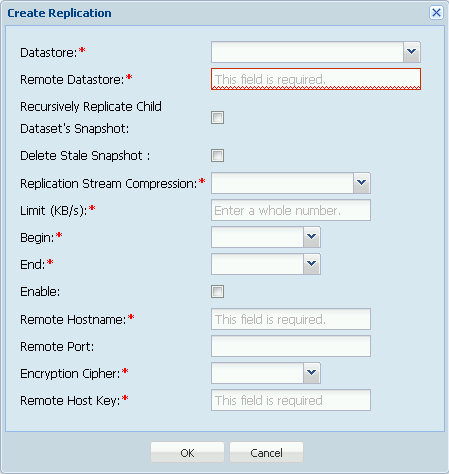 Create Replication
Datastore:*
Remote Datastore:* This field is required.
Recursively Replicate Child
Dataset's Snapshot:
Delete Stale Snapshot :
Replication Stream Compression:*
Limit (KB/s):* Enter a whole number.
Begin:*
End:*
Enable:
Remote Hostname:* This field is required.
Remote Port:
Encryption Cipher:*
Remote Host Key:* This field is required
OK Cancel